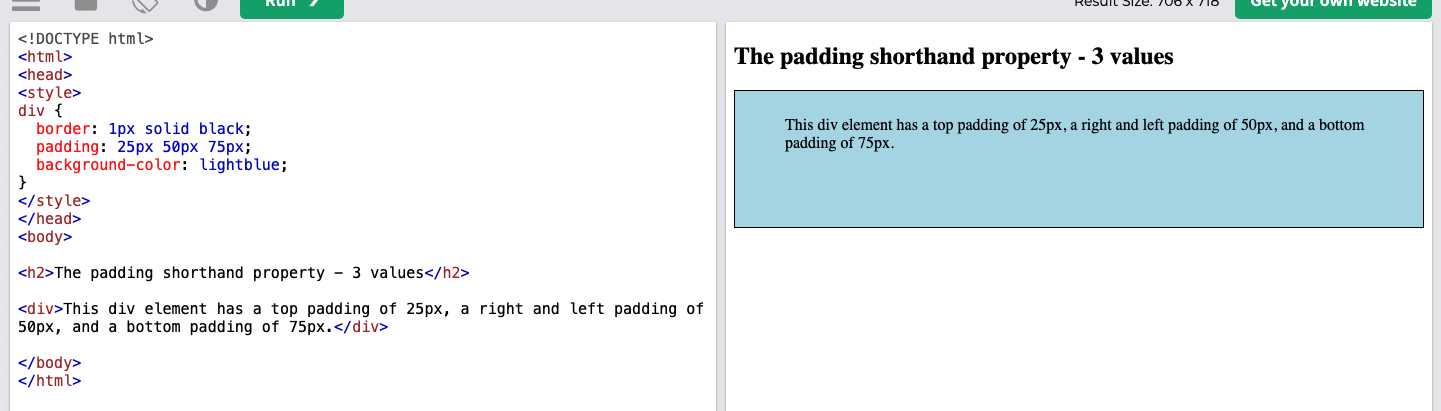 Run ❯
Result Size: 706 x 718
Get your own website
<!DOCTYPE html>
<html>
<head>
<style>
div {
  border: 1px solid black;
  padding: 25px 50px 75px;
  background-color: lightblue;
}
</style>
</head>
<body>
<h2>The padding shorthand property - 3 values</h2>
<div>This div element has a top padding of 25px, a right and left padding of
50px, and a bottom padding of 75px.</div>
</body>
</html>
The padding shorthand property - 3 values
This div element has a top padding of 25px, a right and left padding of 50px, and a bottom
padding of 75px.